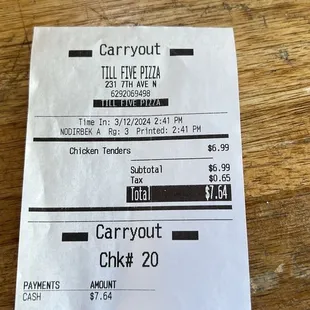 Carryout
TILL FIVE PIZZA
231 7TH AVE N
6292069498
TILL FIVE PIZZA
Time In: 3/12/2024 2:41 PM
NODIRBEK A Rg: 3 Printed: 2:41 PM
Chicken Tenders $6.99
Subtotal $6.99
Tax $0.65
Total $7.64
Carryout
Chk# 20
PAYMENTS AMOUNT
CASH $7.64